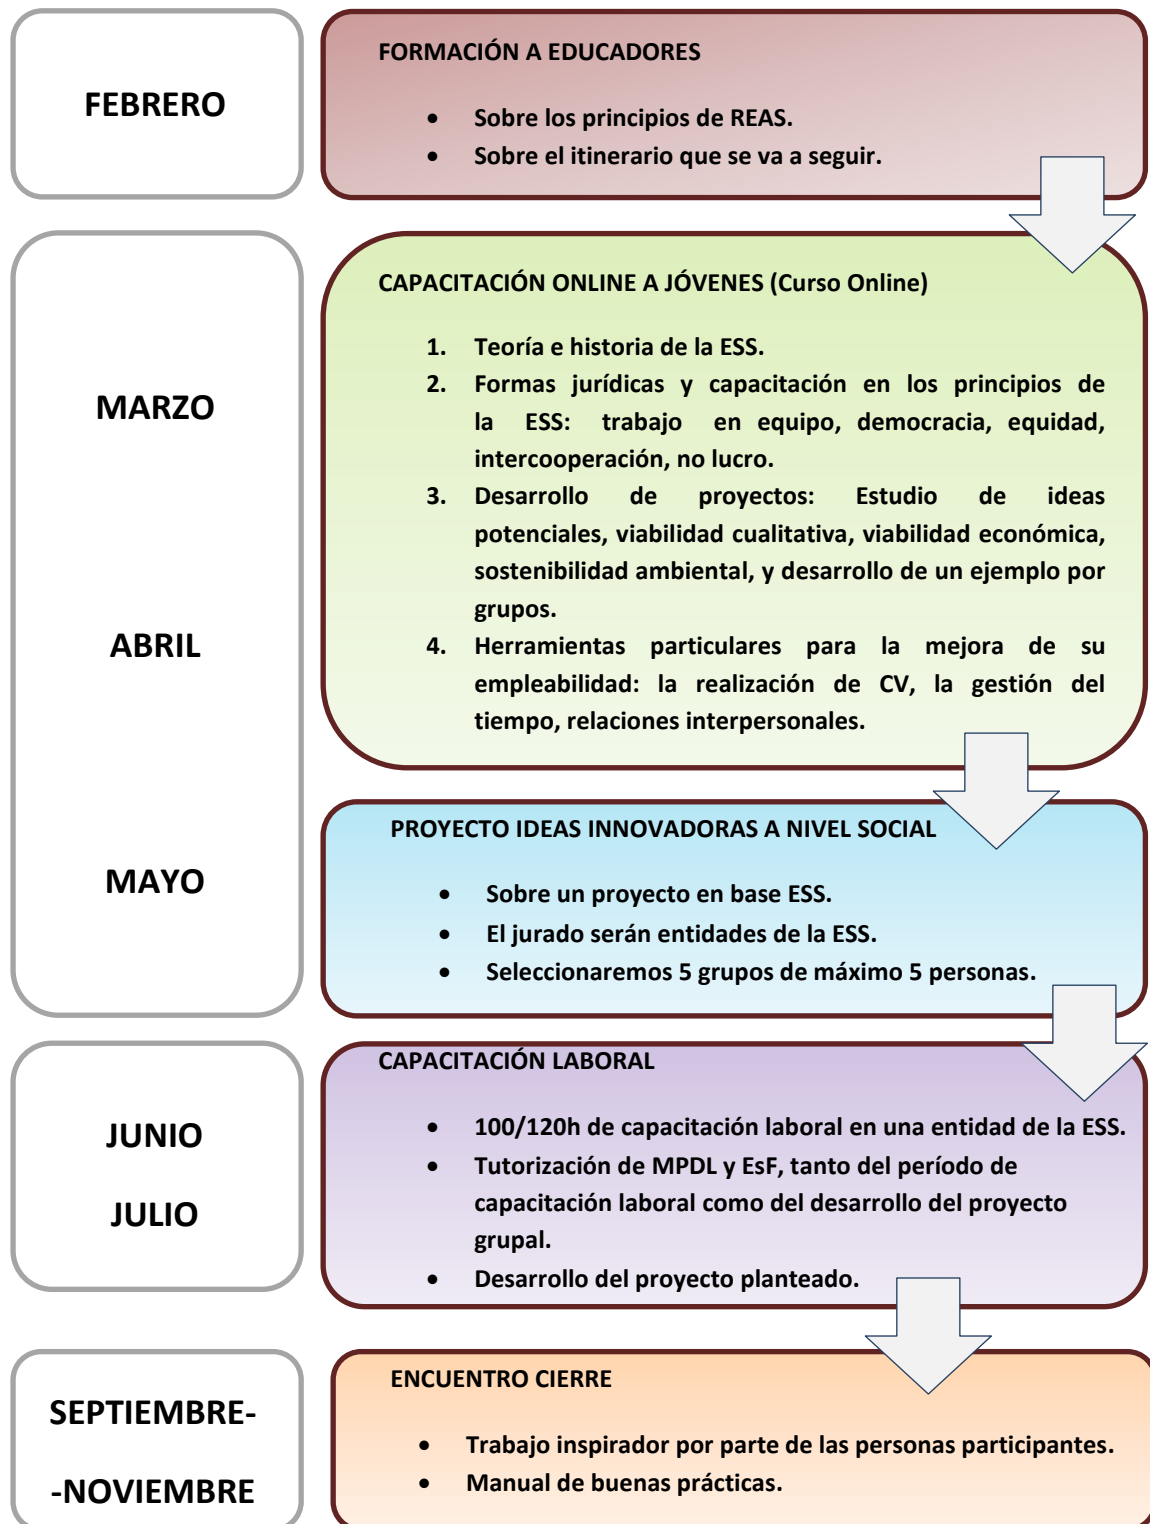 FEBRERO
FORMACIÓN A EDUCADORES
• Sobre los principios de REAS.
• Sobre el itinerario que se va a seguir.
MARZO
ABRIL
MAYO
CAPACITACIÓN ONLINE A JÓVENES (Curso Online)
1. Teoría e historia de la ESS.
2. Formas jurídicas y capacitación en los principios de
la ESS: trabajo en equipo, democracia, equidad,
intercooperación, no lucro.
3. Desarrollo de proyectos: Estudio de ideas
potenciales, viabilidad cualitativa, viabilidad económica,
sostenibilidad ambiental, y desarrollo de un ejemplo por
grupos.
4. Herramientas particulares para la mejora de su
empleabilidad: la realización de CV, la gestión del
tiempo, relaciones interpersonales.
PROYECTO IDEAS INNOVADORAS A NIVEL SOCIAL
• Sobre un proyecto en base ESS.
• El jurado serán entidades de la ESS.
• Seleccionaremos 5 grupos de máximo 5 personas.
JUNIO
JULIO
CAPACITACIÓN LABORAL
• 100/120h de capacitación laboral en una entidad de la ESS.
• Tutorización de MPDL y EsF, tanto del período de
capacitación laboral como del desarrollo del proyecto
grupal.
• Desarrollo del proyecto planteado.
SEPTIEMBRE-
-NOVIEMBRE
ENCUENTRO CIERRE
• Trabajo inspirador por parte de las personas participantes.
• Manual de buenas prácticas.